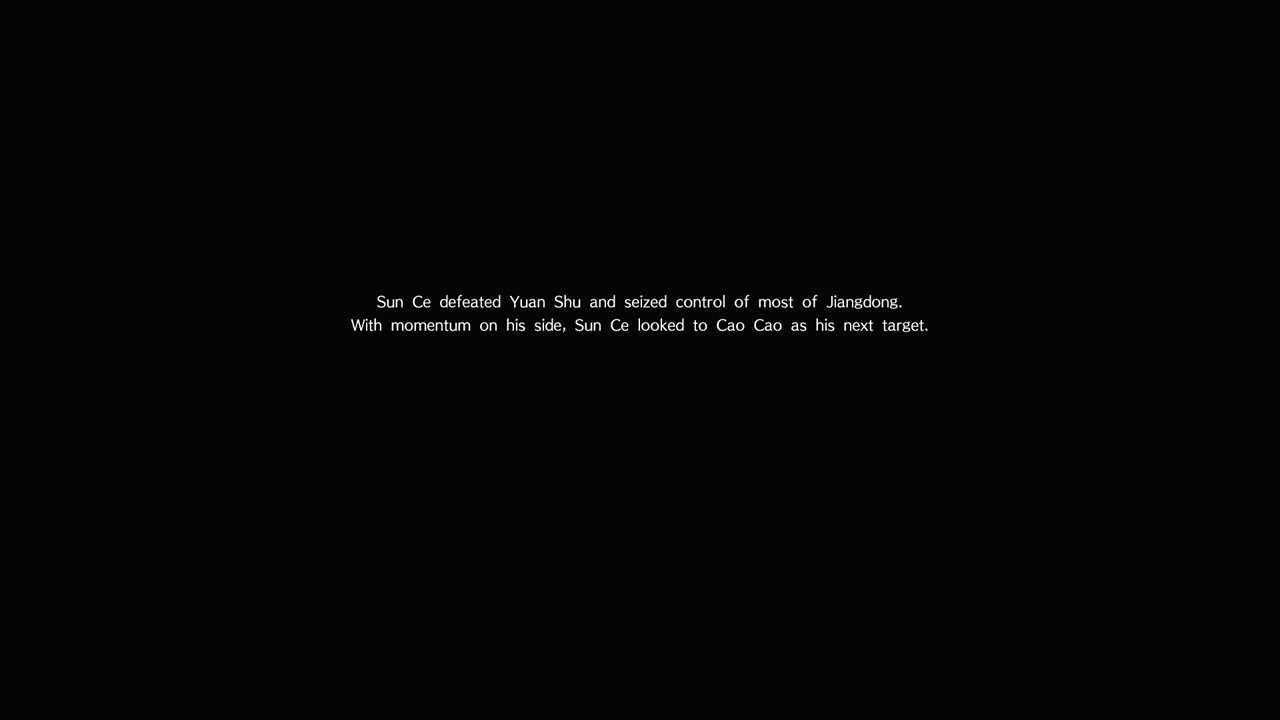 Sun Ce defeated Yuan Shu and seized control of most of Jiangdong.
With momentum on his side, Sun Ce looked to Cao Cao as his next target.